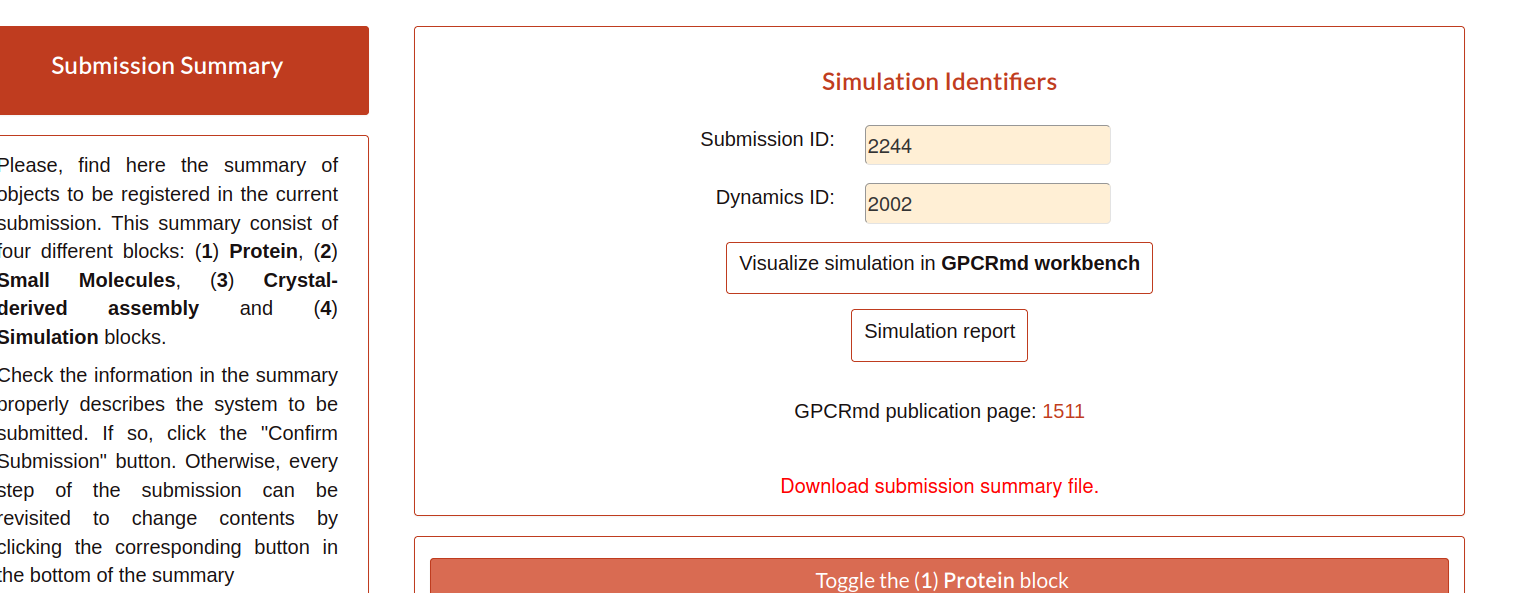 Submission Summary
Please, find here the summary of
objects to be registered in the current
submission. This summary consist of
four different blocks: (1) Protein, (2)
Small Molecules, (3) Crystal-
derived assembly and (4)
Simulation blocks.
Check the information in the summary
properly describes the system to be
submitted. If so, click the "Confirm
Submission" button. Otherwise, every
step of the submission can be
revisited to change contents by
clicking the corresponding button in
the bottom of the summary
Simulation Identifiers
Submission ID: 2244
Dynamics ID: 2002
Visualize simulation in GPCRmd workbench
Simulation report
GPCRmd publication page: 1511
Download submission summary file.
Toggle the (1) Protein block